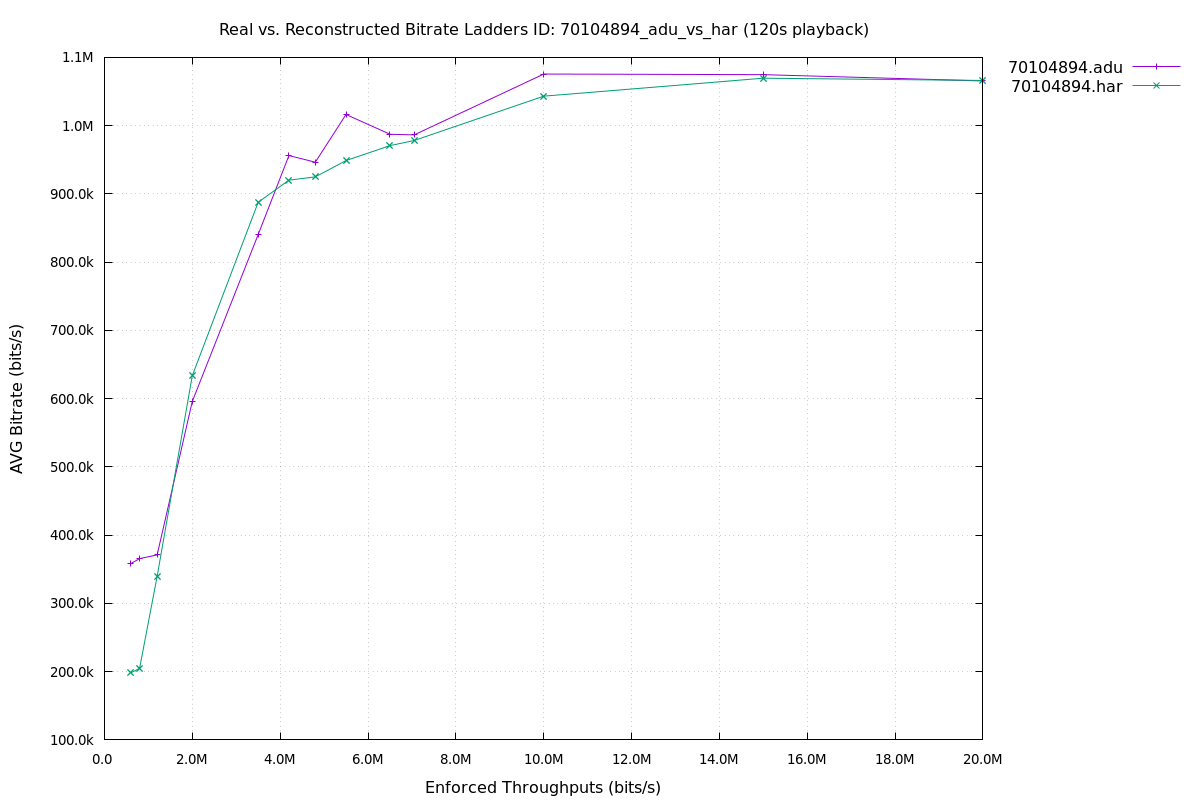 Real vs. Reconstructed Bitrate Ladders ID: 70104894_adu_vs_har (120s playback)
70104894.adu
70104894.har
1.1M
1.0M
900.0k
800.0k
700.0k
600.0k
500.0k
400.0k
300.0k
200.0k
100.0k
AVG Bitrate (bits/s)
0.0 2.0M 4.0M 6.0M 8.0M 10.0M 12.0M 14.0M 16.0M 18.0M 20.0M
Enforced Throughputs (bits/s)